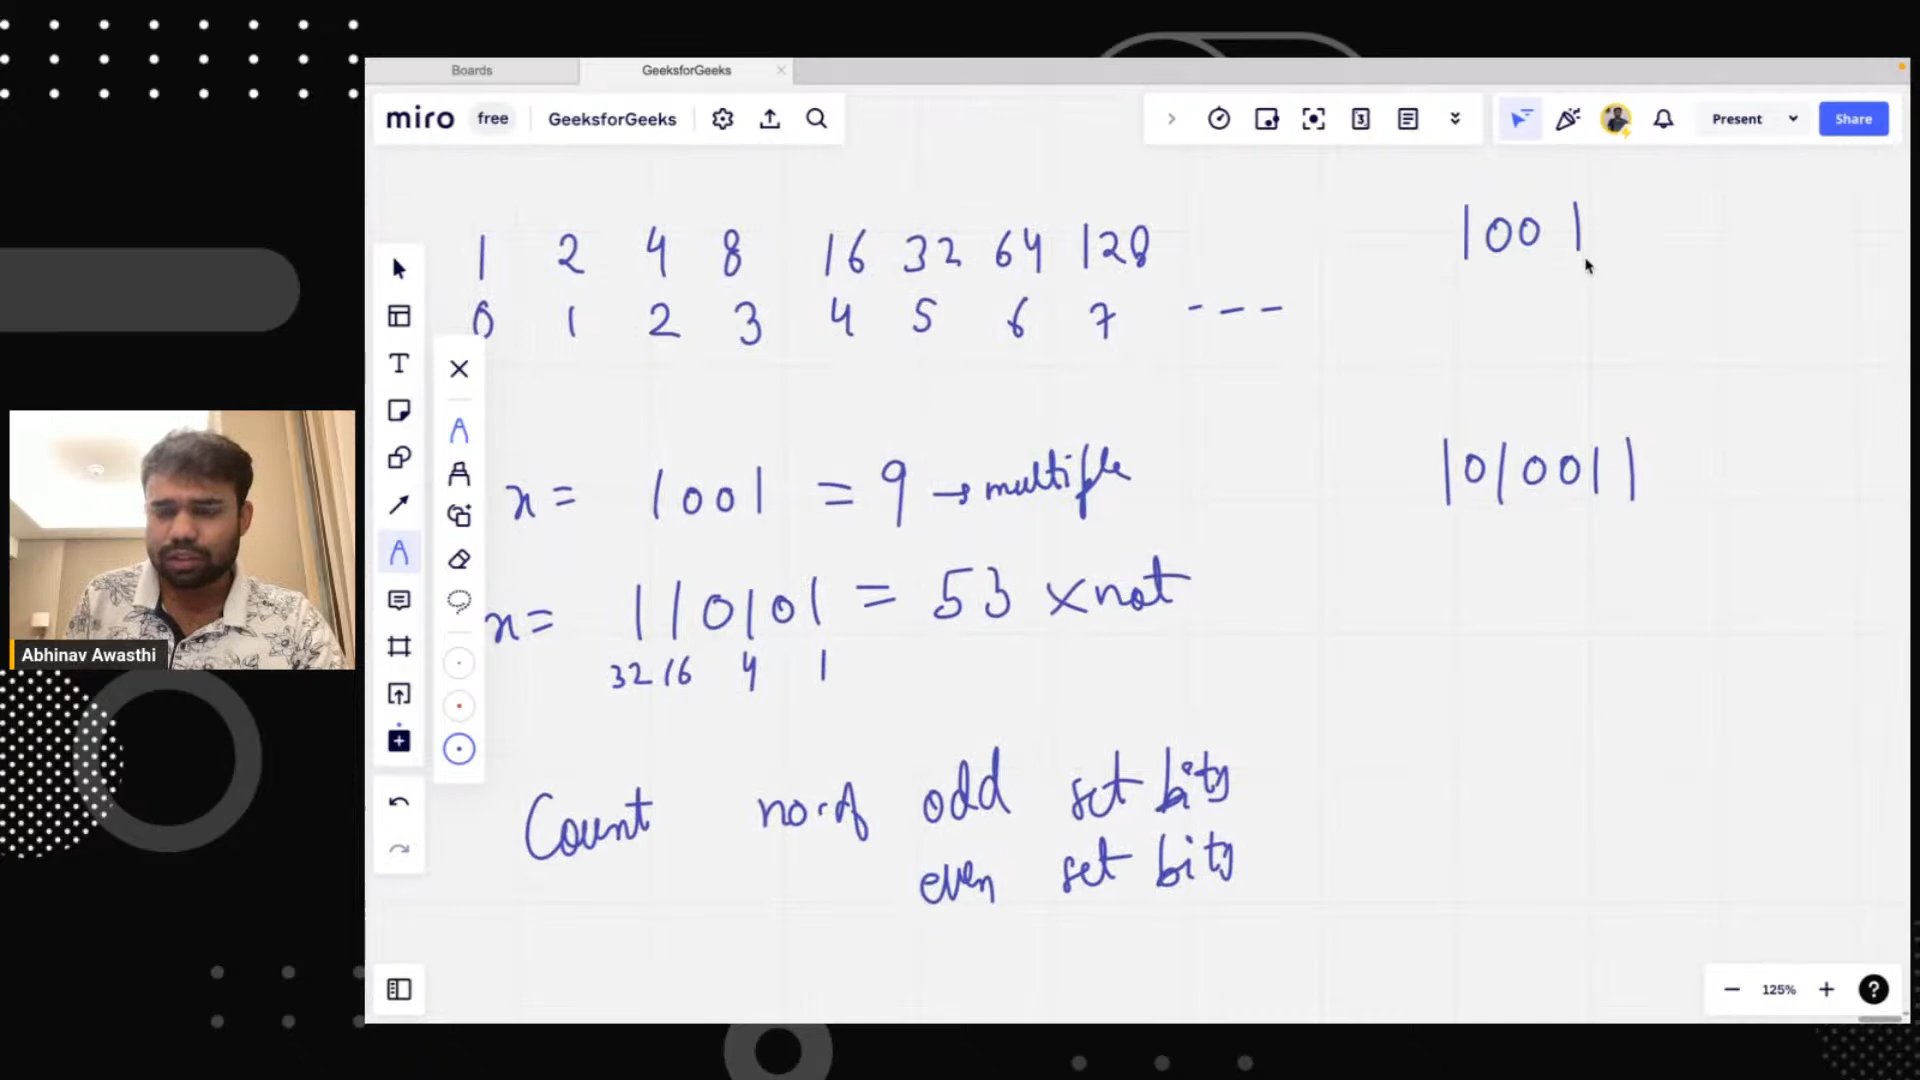 Boards GeeksforGeeks
miro free GeeksforGeeks
3 Present Share
1 2 4 8 16 32 64 128
0 1 2 3 4 5 6 7 ---
1001
x = 1001 = 9 → multiple
1010011
x = 110101 = 53 × not
32 16 4 1
Abhinav Awasthi
Count no. of odd set bits
even set bits
125%